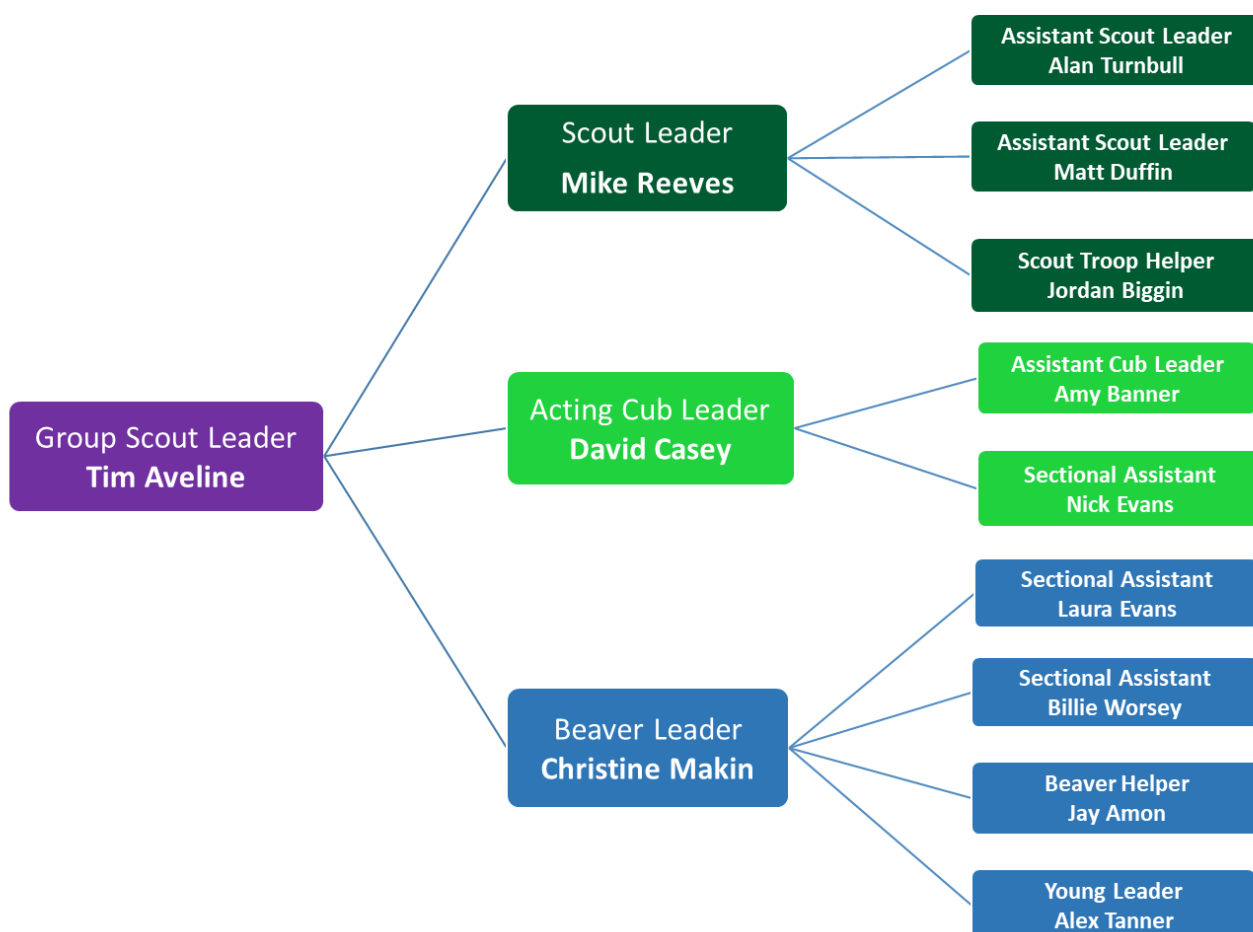 Group Scout Leader
Tim Aveline
Scout Leader
Mike Reeves
Assistant Scout Leader
Alan Turnbull
Assistant Scout Leader
Matt Duffin
Scout Troop Helper
Jordan Biggin
Acting Cub Leader
David Casey
Assistant Cub Leader
Amy Banner
Sectional Assistant
Nick Evans
Beaver Leader
Christine Makin
Sectional Assistant
Laura Evans
Sectional Assistant
Billie Worsey
Beaver Helper
Jay Amon
Young Leader
Alex Tanner